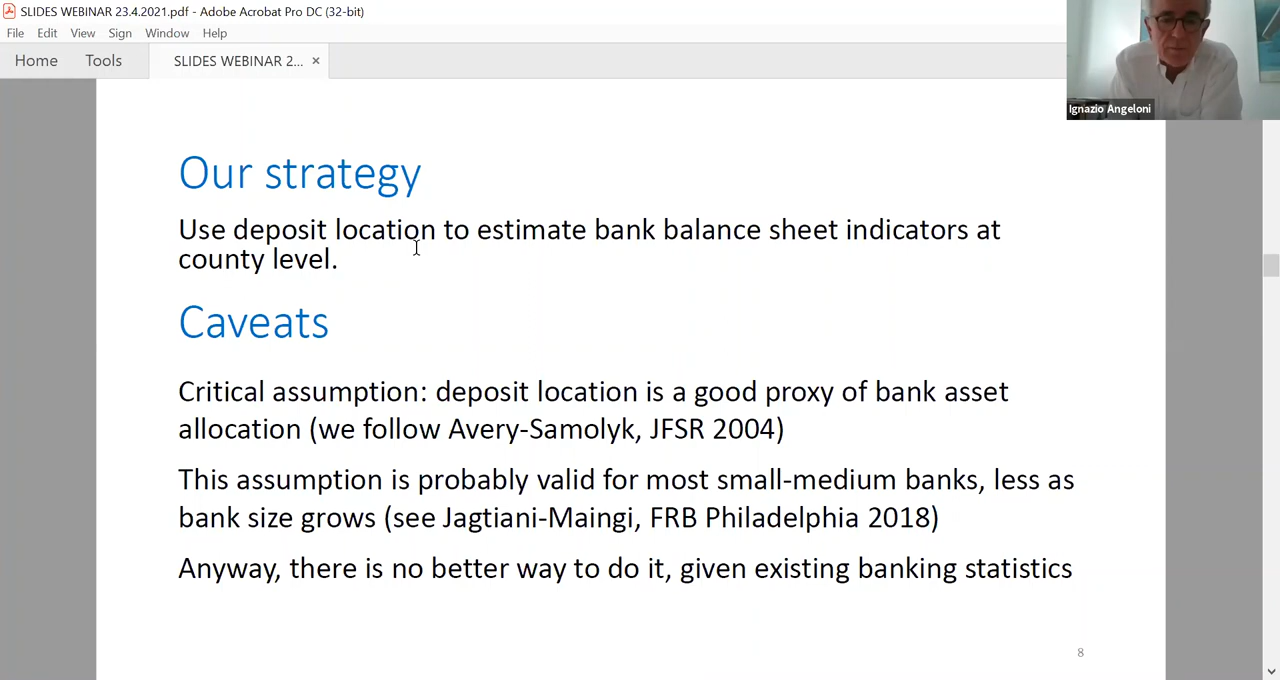 SLIDES WEBINAR 23.4.2021.pdf - Adobe Acrobat Pro DC (32-bit)
File Edit View Sign Window Help
Home Tools SLIDES WEBINAR 2... ×
Ignazio Angeloni
Our strategy
Use deposit location to estimate bank balance sheet indicators at
county level.
Caveats
Critical assumption: deposit location is a good proxy of bank asset
allocation (we follow Avery-Samolyk, JFSR 2004)
This assumption is probably valid for most small-medium banks, less as
bank size grows (see Jagtiani-Maingi, FRB Philadelphia 2018)
Anyway, there is no better way to do it, given existing banking statistics
8